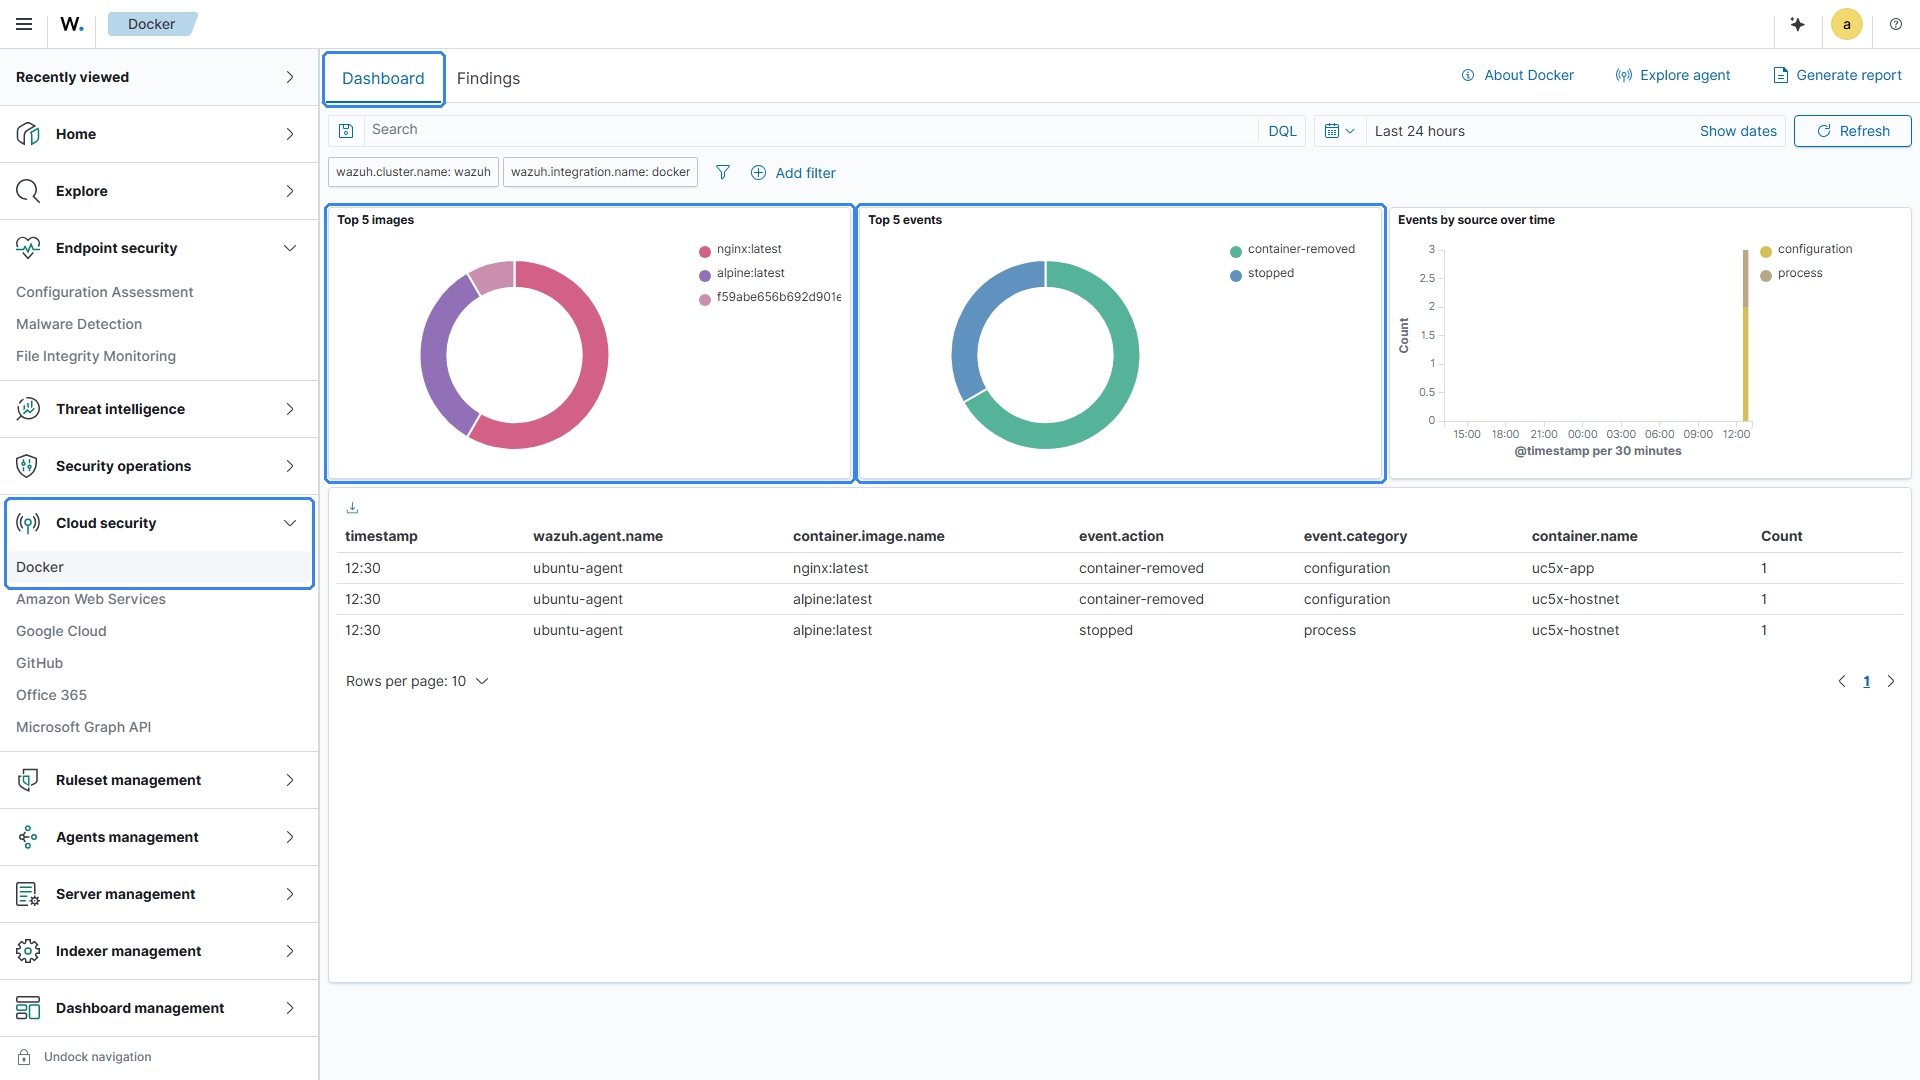 W. Docker a
Recently viewed
Home
Explore
Endpoint security
Configuration Assessment
Malware Detection
File Integrity Monitoring
Threat intelligence
Security operations
Cloud security
Docker
Amazon Web Services
Google Cloud
GitHub
Office 365
Microsoft Graph API
Ruleset management
Agents management
Server management
Indexer management
Dashboard management
Undock navigation
Dashboard Findings About Docker Explore agent Generate report
Search DQL Last 24 hours Show dates Refresh
wazuh.cluster.name: wazuh wazuh.integration.name: docker Add filter
Top 5 images
nginx:latest
alpine:latest
f59abe656b692d901e
Top 5 events
container-removed
stopped
Events by source over time
configuration
process
3
2.5
2
1.5
1
0.5
0
Count
15:00 18:00 21:00 00:00 03:00 06:00 09:00 12:00
@timestamp per 30 minutes
timestamp wazuh.agent.name container.image.name event.action event.category container.name Count
12:30 ubuntu-agent nginx:latest container-removed configuration uc5x-app 1
12:30 ubuntu-agent alpine:latest container-removed configuration uc5x-hostnet 1
12:30 ubuntu-agent alpine:latest stopped process uc5x-hostnet 1
Rows per page: 10 1